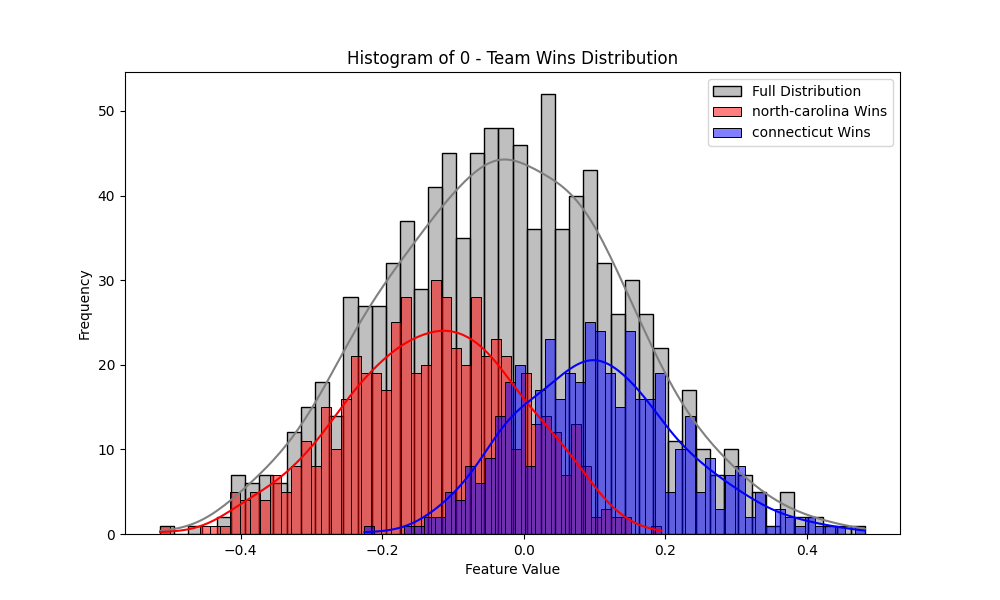 Histogram of 0 - Team Wins Distribution
Full Distribution
north-carolina Wins
connecticut Wins
Frequency
50
40
30
20
10
0
−0.4 −0.2 0.0 0.2 0.4
Feature Value